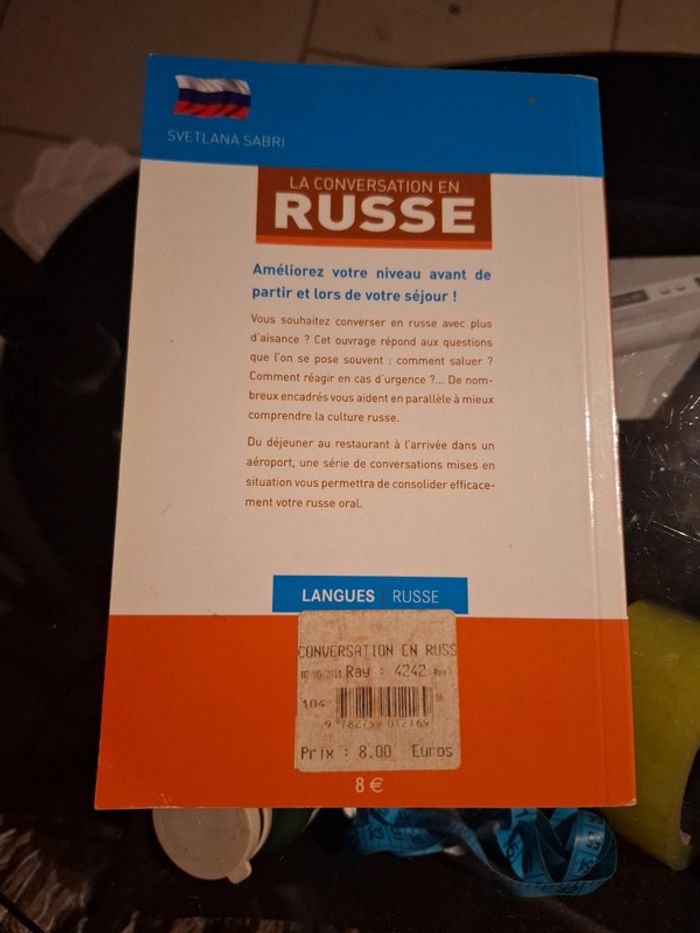 SVETLANA SABRI
LA CONVERSATION EN
RUSSE
Améliorez votre niveau avant de
partir et lors de votre séjour !
Vous souhaitez converser en russe avec plus
d'aisance ? Cet ouvrage répond aux questions
que l'on se pose souvent : comment saluer ?
Comment réagir en cas d'urgence ?... De nom-
breux encadrés vous aident en parallèle à mieux
comprendre la culture russe.
Du déjeuner au restaurant à l'arrivée dans un
aéroport, une série de conversations mises en
situation vous permettra de consolider efficace-
ment votre russe oral.
LANGUES | RUSSE
CONVERSATION EN RUSS
02/05/2011 Ray : 4242
104
16
Prix : 8.00 Euros
8 €